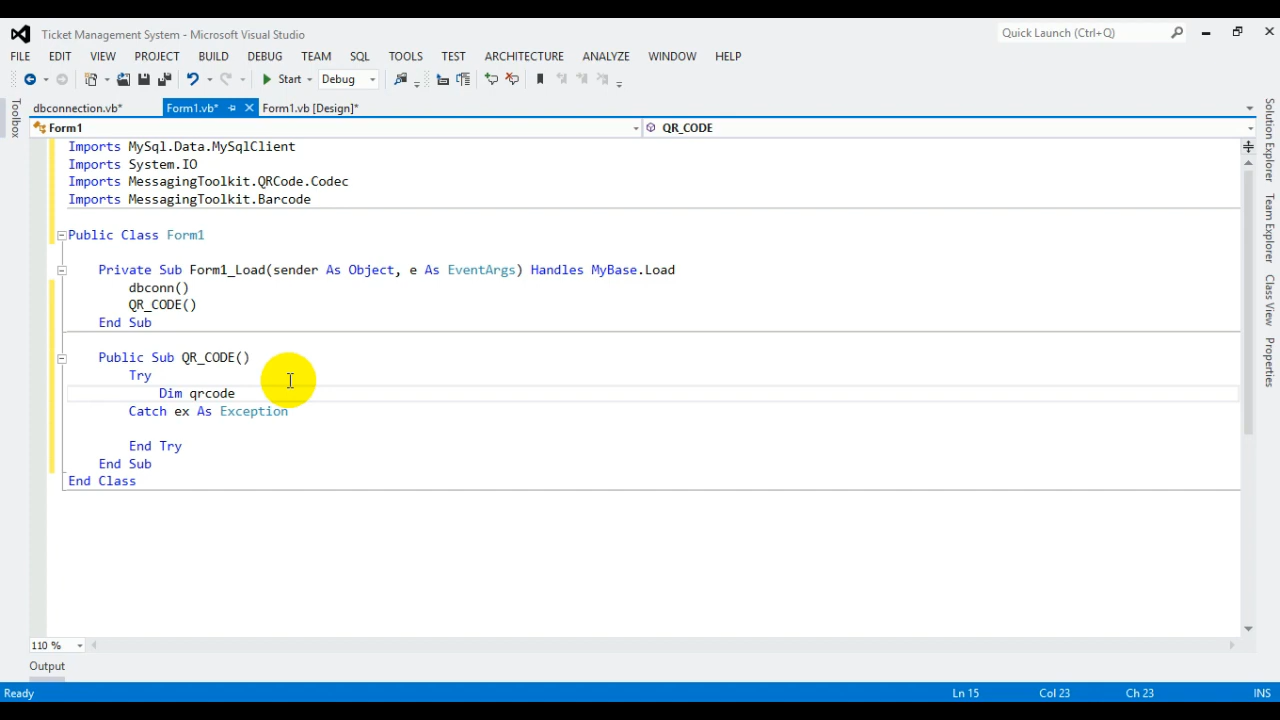 Ticket Management System - Microsoft Visual Studio
Quick Launch (Ctrl+Q)
FILE EDIT VIEW PROJECT BUILD DEBUG TEAM SQL TOOLS TEST ARCHITECTURE ANALYZE WINDOW HELP
Start Debug
dbconnection.vb* Form1.vb* Form1.vb [Design]*
Form1 QR_CODE
Imports MySql.Data.MySqlClient
Imports System.IO
Imports MessagingToolkit.QRCode.Codec
Imports MessagingToolkit.Barcode
Public Class Form1
Private Sub Form1_Load(sender As Object, e As EventArgs) Handles MyBase.Load
dbconn()
QR_CODE()
End Sub
Public Sub QR_CODE()
Try
Dim qrcode
Catch ex As Exception
End Try
End Sub
End Class
Toolbox
Solution Explorer
Team Explorer
Class View
Properties
110 %
Output
Ready Ln 15 Col 23 Ch 23 INS